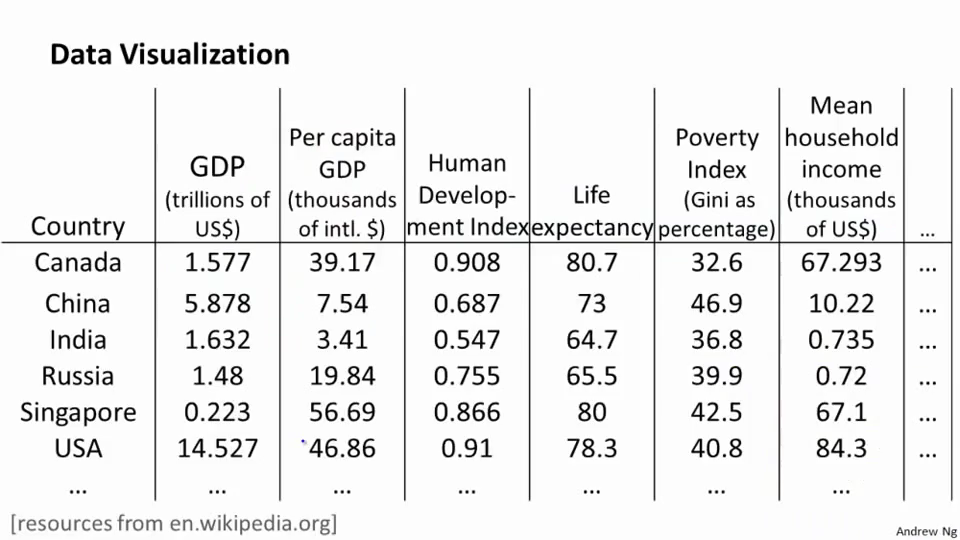 Data Visualization
Country
GDP
(trillions of
US$)
Per capita
GDP
(thousands
of intl. $)
Human
Develop-
ment Index
Life
expectancy
Poverty
Index
(Gini as
percentage)
Mean
household
income
(thousands
of US$)
...
Canada 1.577 39.17 0.908 80.7 32.6 67.293 ...
China 5.878 7.54 0.687 73 46.9 10.22 ...
India 1.632 3.41 0.547 64.7 36.8 0.735 ...
Russia 1.48 19.84 0.755 65.5 39.9 0.72 ...
Singapore 0.223 56.69 0.866 80 42.5 67.1 ...
USA 14.527 46.86 0.91 78.3 40.8 84.3 ...
... ... ... ... ... ... ...
[resources from en.wikipedia.org]
Andrew Ng